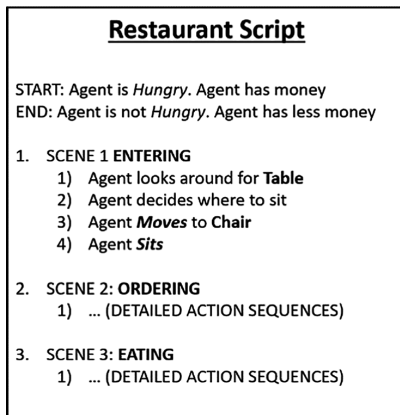 Restaurant Script
START: Agent is Hungry. Agent has money
END: Agent is not Hungry. Agent has less money
1. SCENE 1 ENTERING
1) Agent looks around for Table
2) Agent decides where to sit
3) Agent Moves to Chair
4) Agent Sits
2. SCENE 2: ORDERING
1) ... (DETAILED ACTION SEQUENCES)
3. SCENE 3: EATING
1) ... (DETAILED ACTION SEQUENCES)